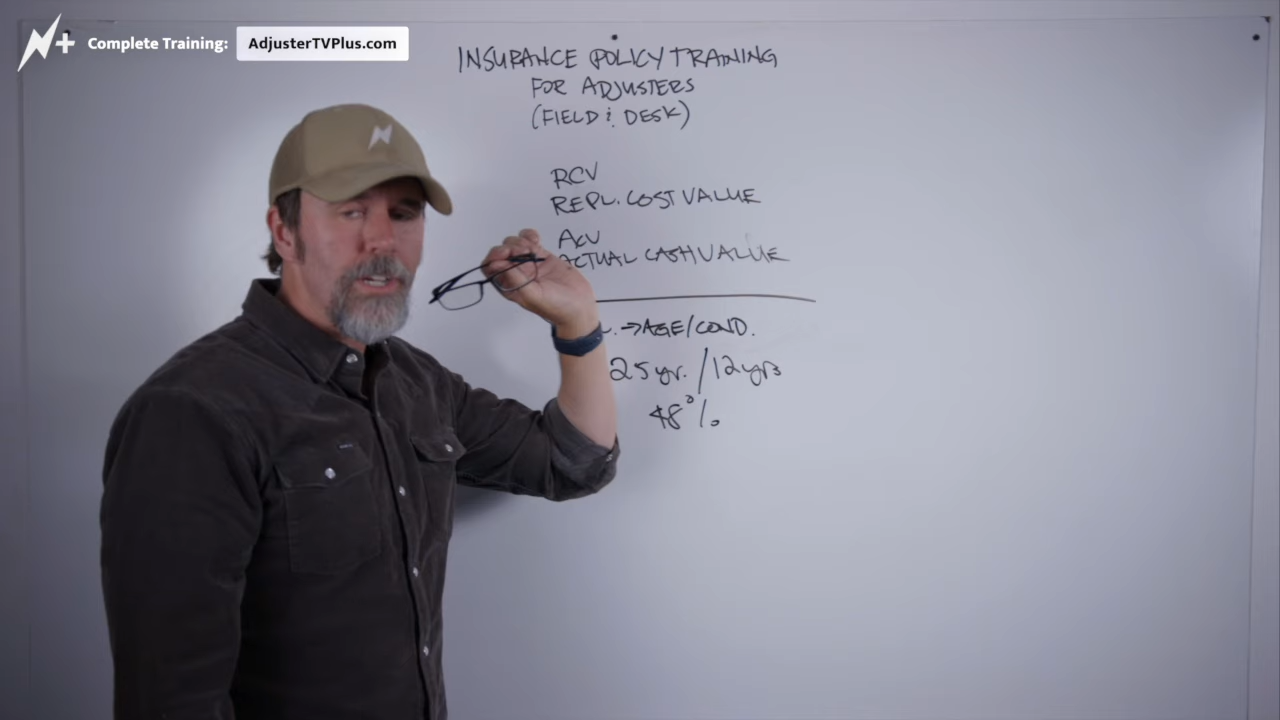 Complete Training: AdjusterTVPlus.com
INSURANCE POLICY TRAINING
FOR ADJUSTERS
(FIELD & DESK)
RCV
REPL. COST VALUE
ACV
ACTUAL CASH VALUE
→AGE/COND.
25 yr. / 12 yrs
48%